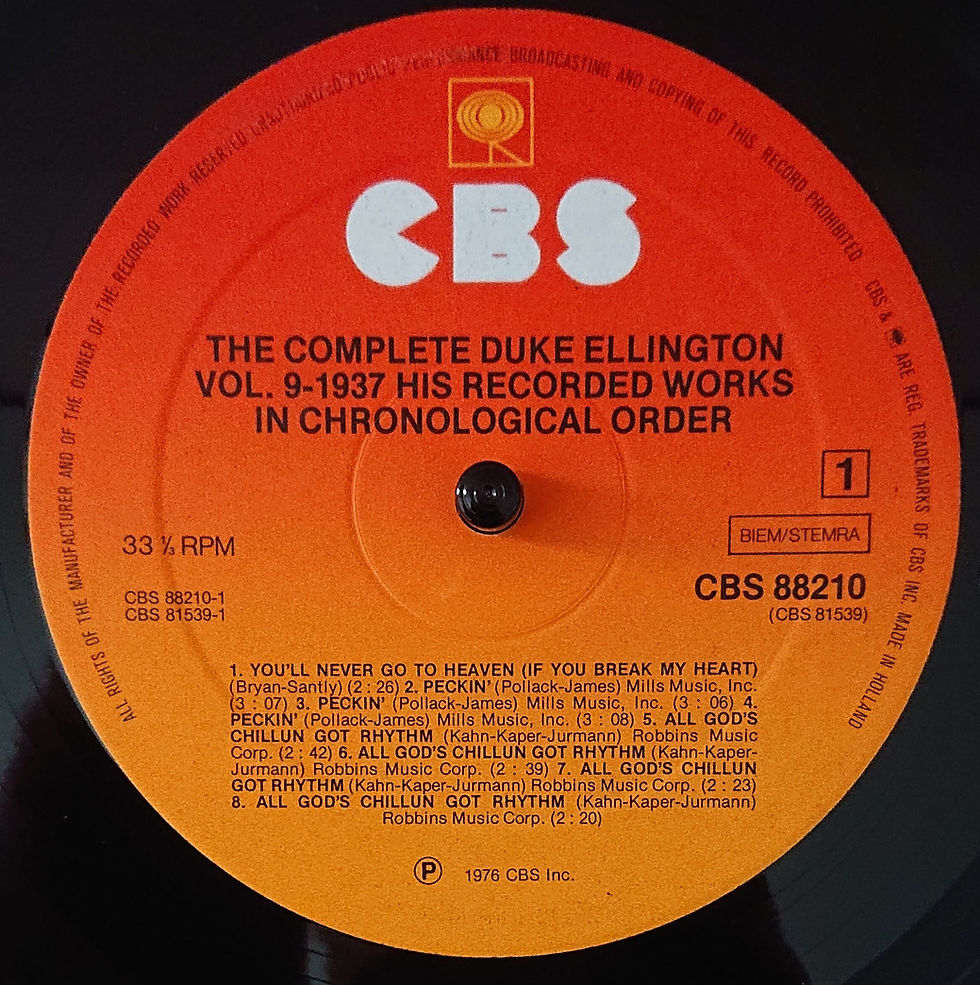 ALL RIGHTS OF THE MANUFACTURER AND OF THE OWNER OF THE RECORDED WORK RESERVED UNAUTHORIZED PUBLIC PERFORMANCE BROADCASTING AND COPYING OF THIS RECORD PROHIBITED CBS & ARE REG. TRADEMARKS OF CBS INC. MADE IN HOLLAND
CBS
THE COMPLETE DUKE ELLINGTON
VOL. 9-1937 HIS RECORDED WORKS
IN CHRONOLOGICAL ORDER
1
33 ⅓ RPM
BIEM/STEMRA
CBS 88210-1
CBS 81539-1
CBS 88210
(CBS 81539)
1. YOU'LL NEVER GO TO HEAVEN (IF YOU BREAK MY HEART)
(Bryan-Santly) (2 : 26) 2. PECKIN' (Pollack-James) Mills Music, Inc.
(3 : 07) 3. PECKIN' (Pollack-James) Mills Music, Inc. (3 : 06) 4.
PECKIN' (Pollack-James) Mills Music, Inc. (3 : 08) 5. ALL GOD'S
CHILLUN GOT RHYTHM (Kahn-Kaper-Jurmann) Robbins Music
Corp. (2 : 42) 6. ALL GOD'S CHILLUN GOT RHYTHM (Kahn-Kaper-
Jurmann) Robbins Music Corp. (2 : 39) 7. ALL GOD'S CHILLUN
GOT RHYTHM (Kahn-Kaper-Jurmann) Robbins Music Corp. (2 : 23)
8. ALL GOD'S CHILLUN GOT RHYTHM (Kahn-Kaper-Jurmann)
Robbins Music Corp. (2 : 20)
Ⓟ 1976 CBS Inc.